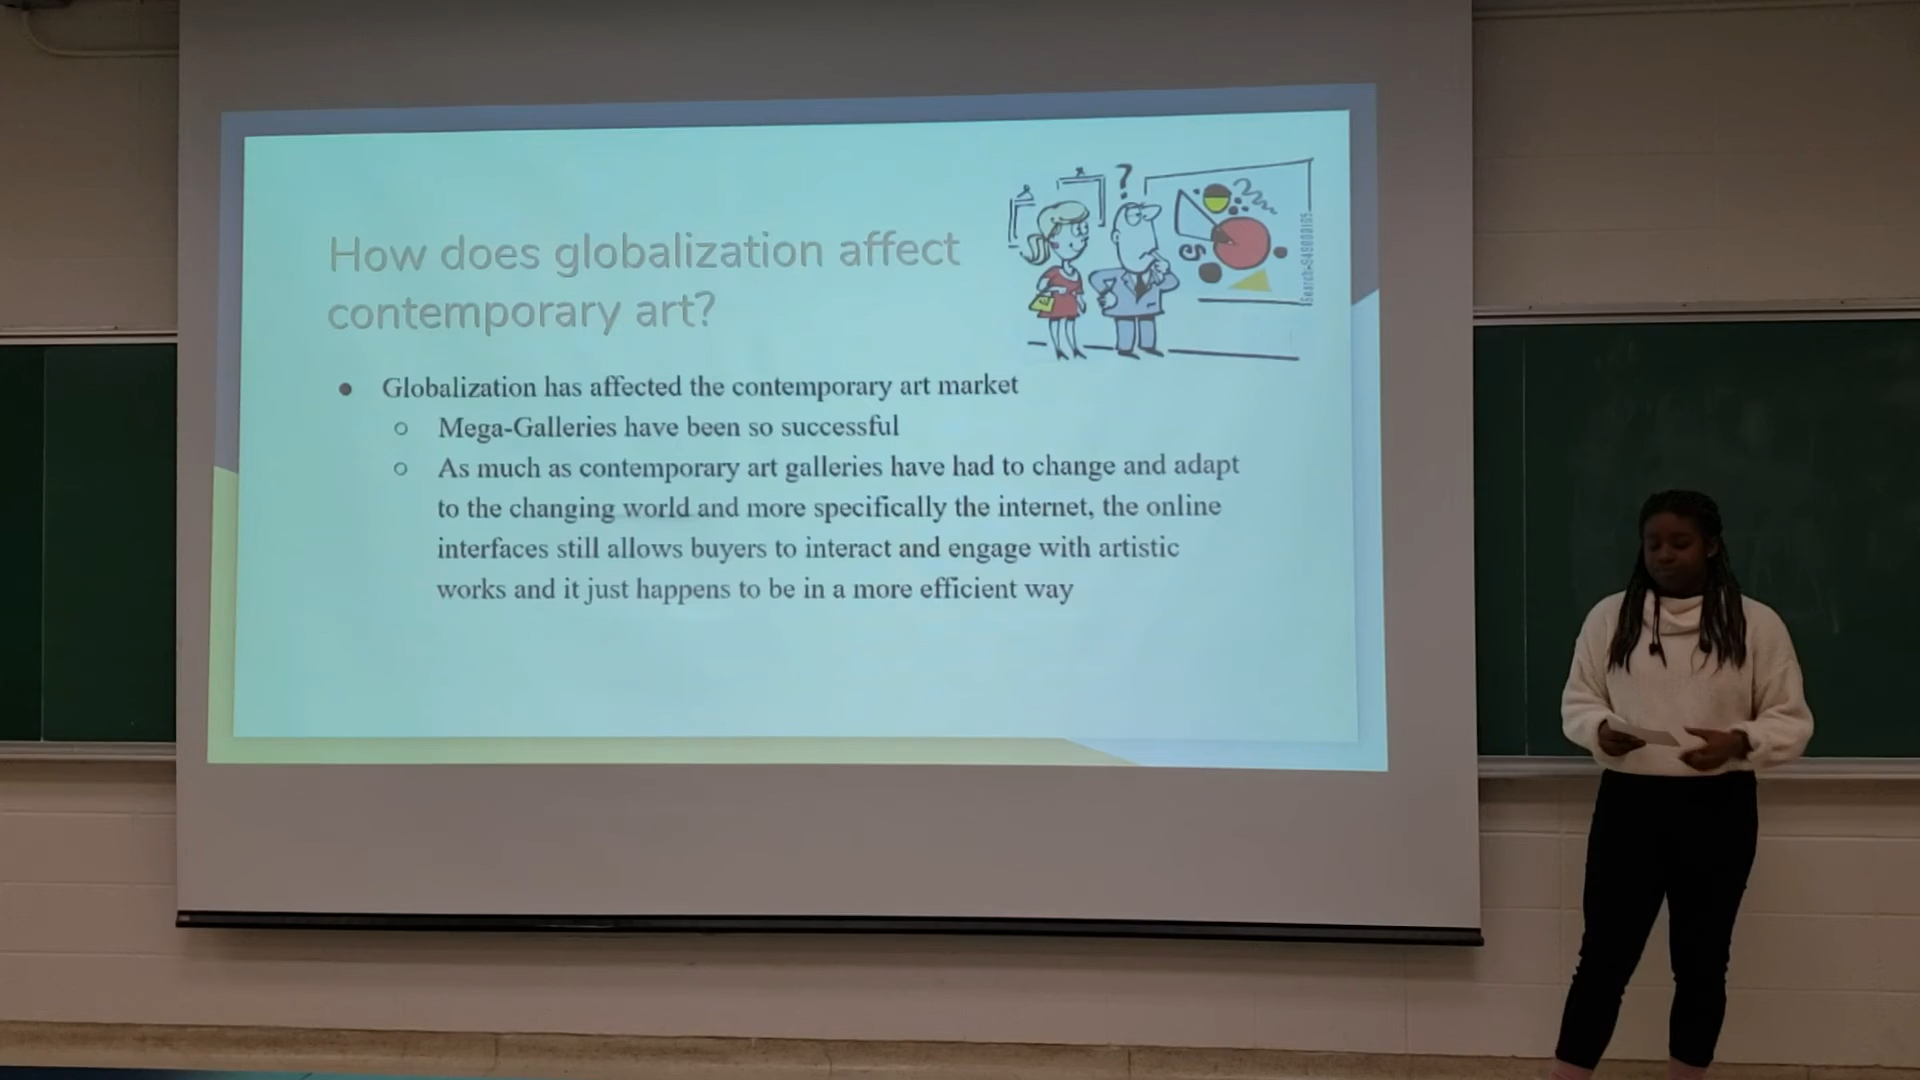 How does globalization affect
contemporary art?
?
● Globalization has affected the contemporary art market
○ Mega-Galleries have been so successful
○ As much as contemporary art galleries have had to change and adapt
to the changing world and more specifically the internet, the online
interfaces still allows buyers to interact and engage with artistic
works and it just happens to be in a more efficient way